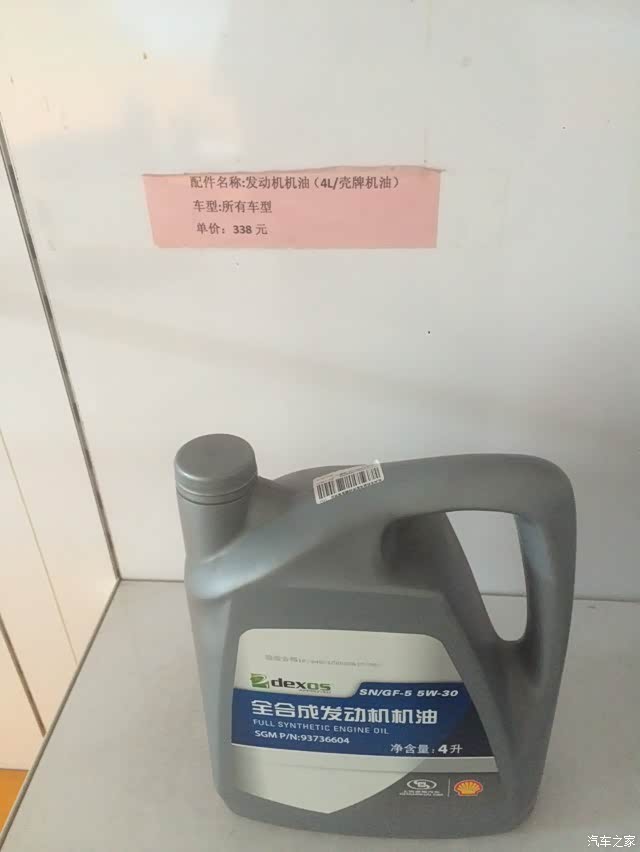 配件名称:发动机机油（4L/壳牌机油）
车型:所有车型
单价：338 元
dexos
SN/GF-5 5W-30
全合成发动机机油
FULL SYNTHETIC ENGINE OIL
SGM P/N:93736604
净含量：4 升
汽车之家